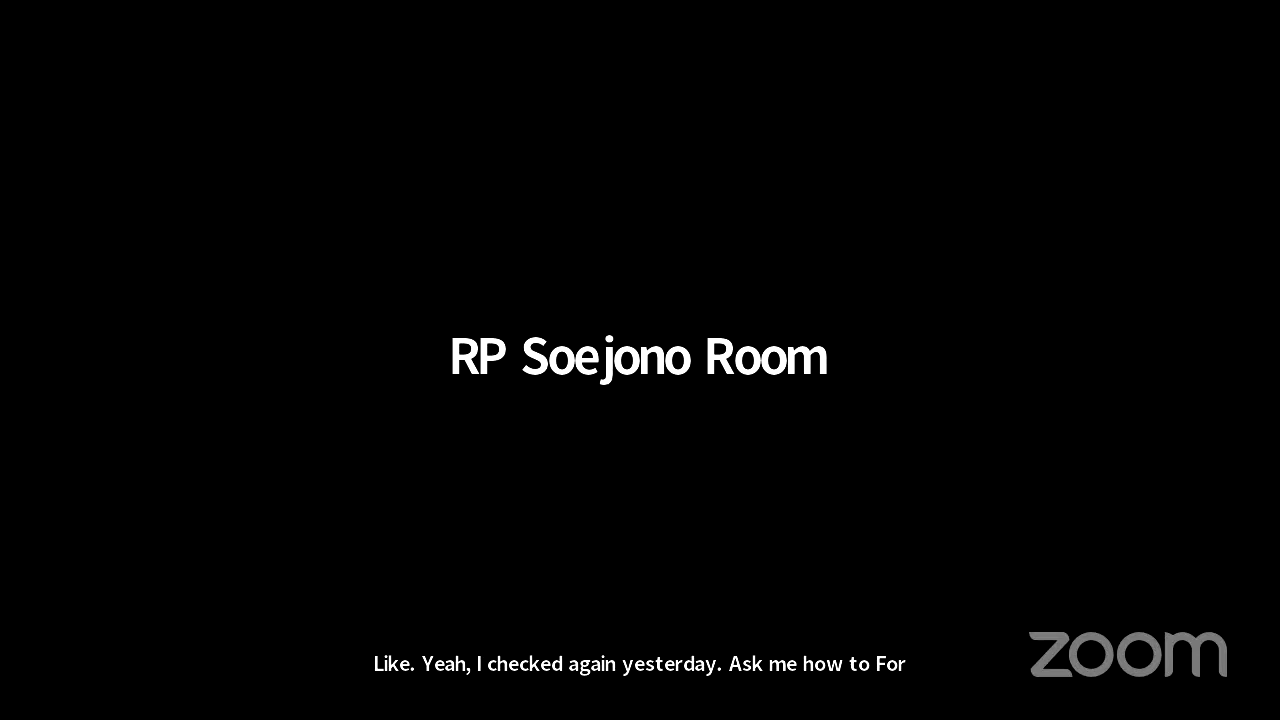 RP Soejono Room
Like. Yeah, I checked again yesterday. Ask me how to For
zoom